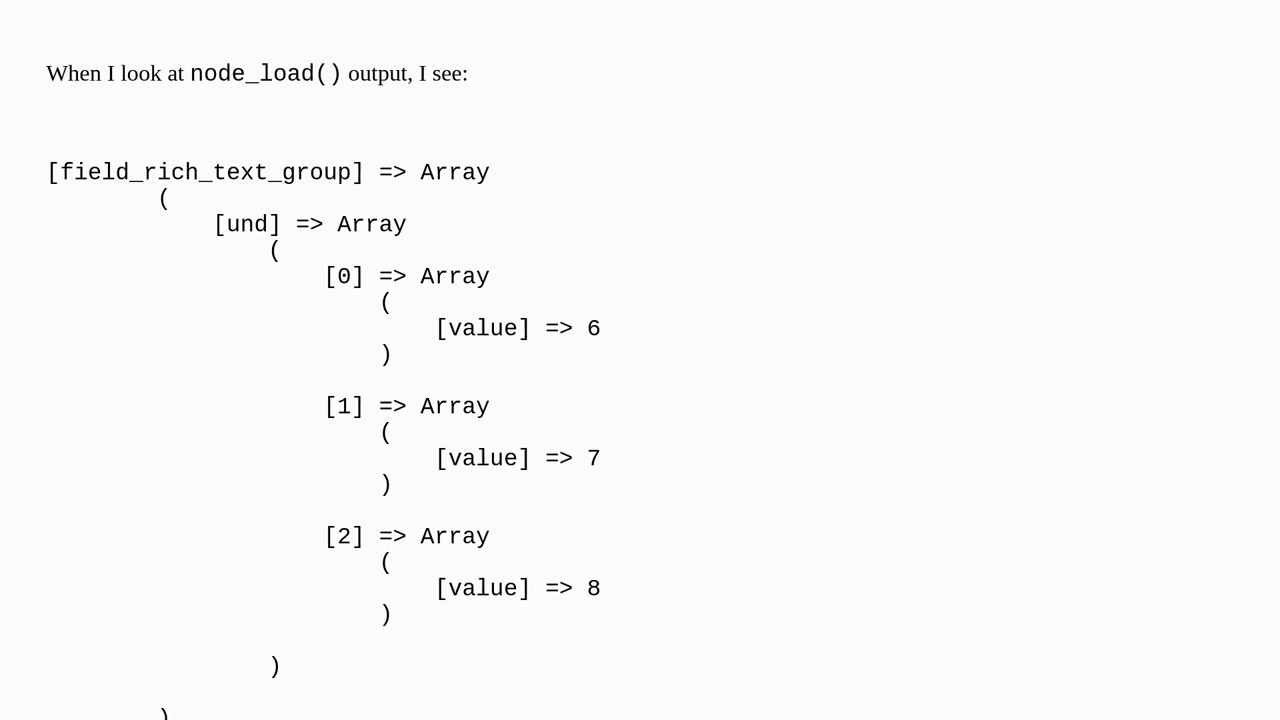 When I look at node_load() output, I see:
[field_rich_text_group] => Array
        (
            [und] => Array
                (
                    [0] => Array
                        (
                            [value] => 6
                        )

                    [1] => Array
                        (
                            [value] => 7
                        )

                    [2] => Array
                        (
                            [value] => 8
                        )

                )

        )